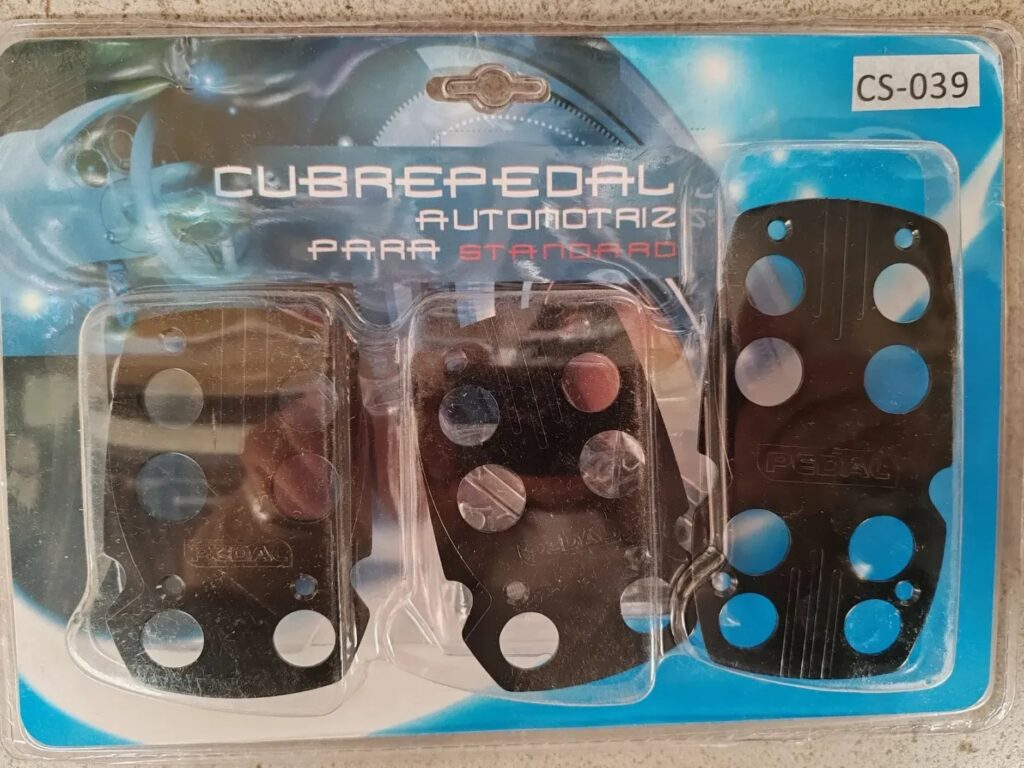 CS-039
CUBREPEDAL
AUTOMOTRIZ
PARA STANDARD
PEDAL
PEDAL
PEDAL